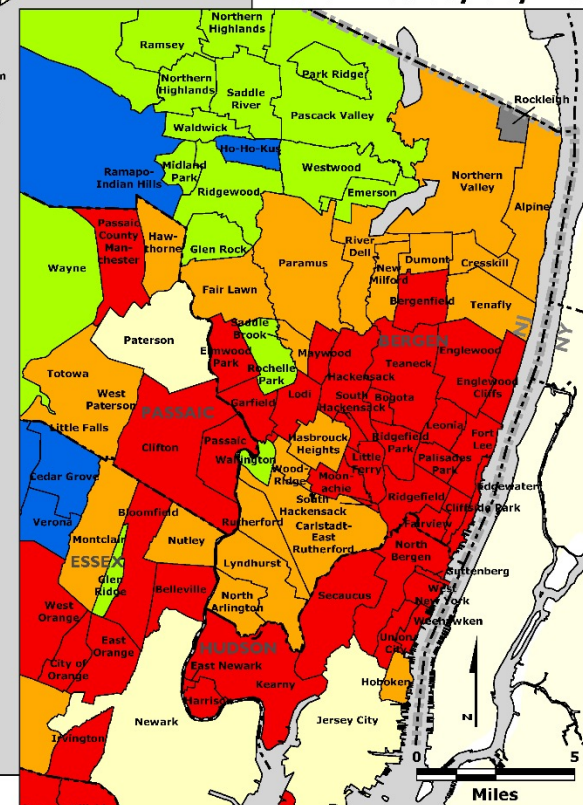 Northern
Highlands
Ramsey
Northern
Highlands
Saddle
River
Park Ridge
Pascack Valley
Rockleigh
Waldwick
Ho-Ho-Kus
Midland
Park
Westwood
Ramapo-
Indian Hills
Ridgewood
Emerson
Northern
Valley
Alpine
Passaic
County
Man-
chester
Haw-
thorne
Glen Rock
Wayne
Paramus
River
Dell
New
Milford
Dumont
Cresskill
Fair Lawn
Bergenfield
Tenafly
Paterson
Saddle
Brook
Elmwood
Park
Rochelle
Park
Maywood
BERGEN
NJ
NY
Teaneck
Englewood
Hackensack
Englewood
Cliffs
Totowa
West
Paterson
Little Falls
PASSAIC
Garfield
Lodi
South
Hackensack
Bogota
Leonia
Fort
Lee
Clifton
Passaic
Wallington
Hasbrouck
Heights
Ridgefield
Park
Palisades
Park
Wood-
Ridge
Little
Ferry
Moon-
achie
Cedar Grove
Verona
Bloomfield
Rutherford
South
Hackensack
Carlstadt-
East
Rutherford
Ridgefield
Edgewater
Cliffside Park
Fairview
Montclair
Nutley
ESSEX
Glen
Ridge
Lyndhurst
North
Bergen
Guttenberg
Belleville
North
Arlington
Secaucus
West
New York
Weehawken
West
Orange
East
Orange
City of
Orange
HUDSON
Union
City
East Newark
Kearny
Harrison
Hoboken
Newark
Jersey City
Irvington
N
0
5
Miles